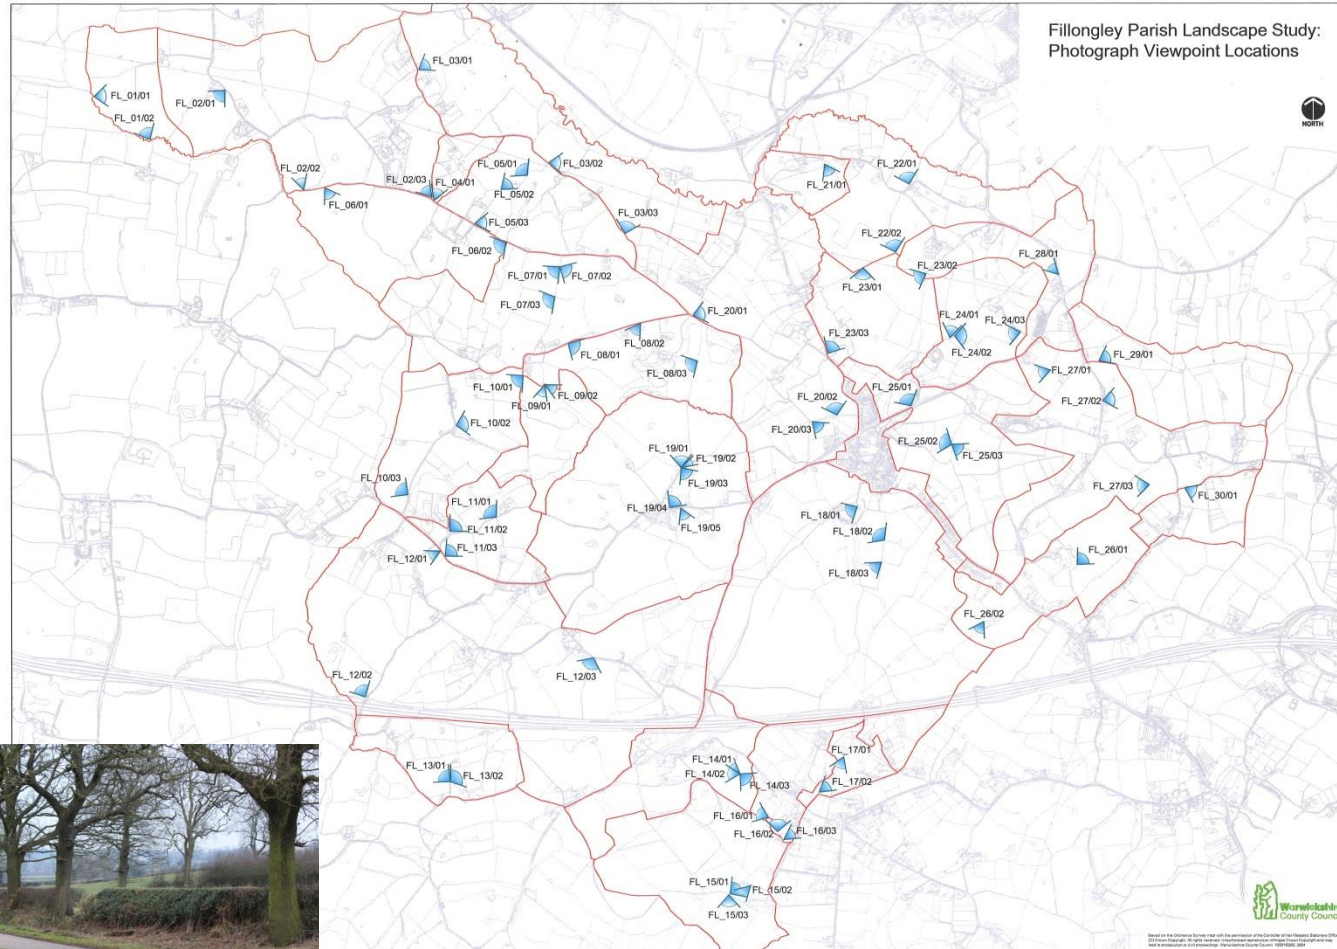 Fillongley Parish Landscape Study:
Photograph Viewpoint Locations
NORTH
FL_03/01
FL_01/01
FL_02/01
FL_01/02
FL_02/02
FL_02/03
FL_04/01
FL_05/01
FL_05/02
FL_03/02
FL_06/01
FL_05/03
FL_03/03
FL_06/02
FL_07/01
FL_07/02
FL_07/03
FL_20/01
FL_21/01
FL_22/01
FL_22/02
FL_23/01
FL_23/02
FL_28/01
FL_24/01
FL_24/03
FL_24/02
FL_23/03
FL_08/02
FL_08/01
FL_08/03
FL_29/01
FL_27/01
FL_27/02
FL_10/01
FL_09/01
FL_09/02
FL_10/02
FL_25/01
FL_20/02
FL_20/03
FL_25/02
FL_25/03
FL_19/01
FL_19/02
FL_19/03
FL_19/04
FL_19/05
FL_10/03
FL_11/01
FL_11/02
FL_11/03
FL_12/01
FL_18/01
FL_18/02
FL_18/03
FL_27/03
FL_30/01
FL_26/01
FL_26/02
FL_12/02
FL_12/03
FL_13/01
FL_13/02
FL_14/01
FL_14/02
FL_14/03
FL_17/01
FL_17/02
FL_16/01
FL_16/02
FL_16/03
FL_15/01
FL_15/02
FL_15/03
Warwickshire
County Council